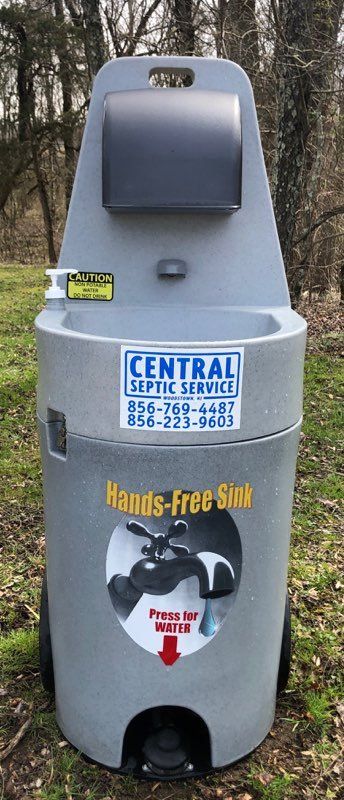 CAUTION
NON POTABLE
WATER
DO NOT DRINK
CENTRAL
SEPTIC SERVICE
WOODSTOWN, NJ
856-769-4487
856-223-9603
Hands-Free Sink
Press for
WATER